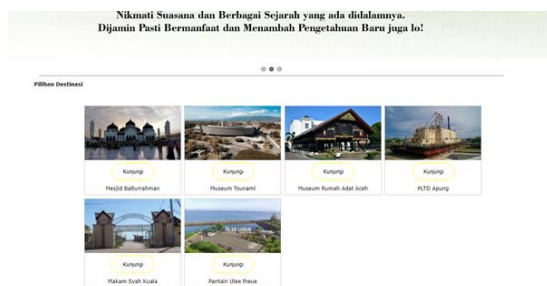 Nikmati Suasana dan Berbagai Sejarah yang ada didalamnya.
Dijamin Pasti Bermanfaat dan Menambah Pengetahuan Baru juga lo!
Pilihan Destinasi
Kunjungi
Kunjungi
Kunjungi
Kunjungi
Mesjid Baiturrahman
Museum Tsunami
Museum Rumah Adat Aceh
PLTD Apung
Kunjungi
Kunjungi
Makam Syah Kuala
Pantain Ulee lheue